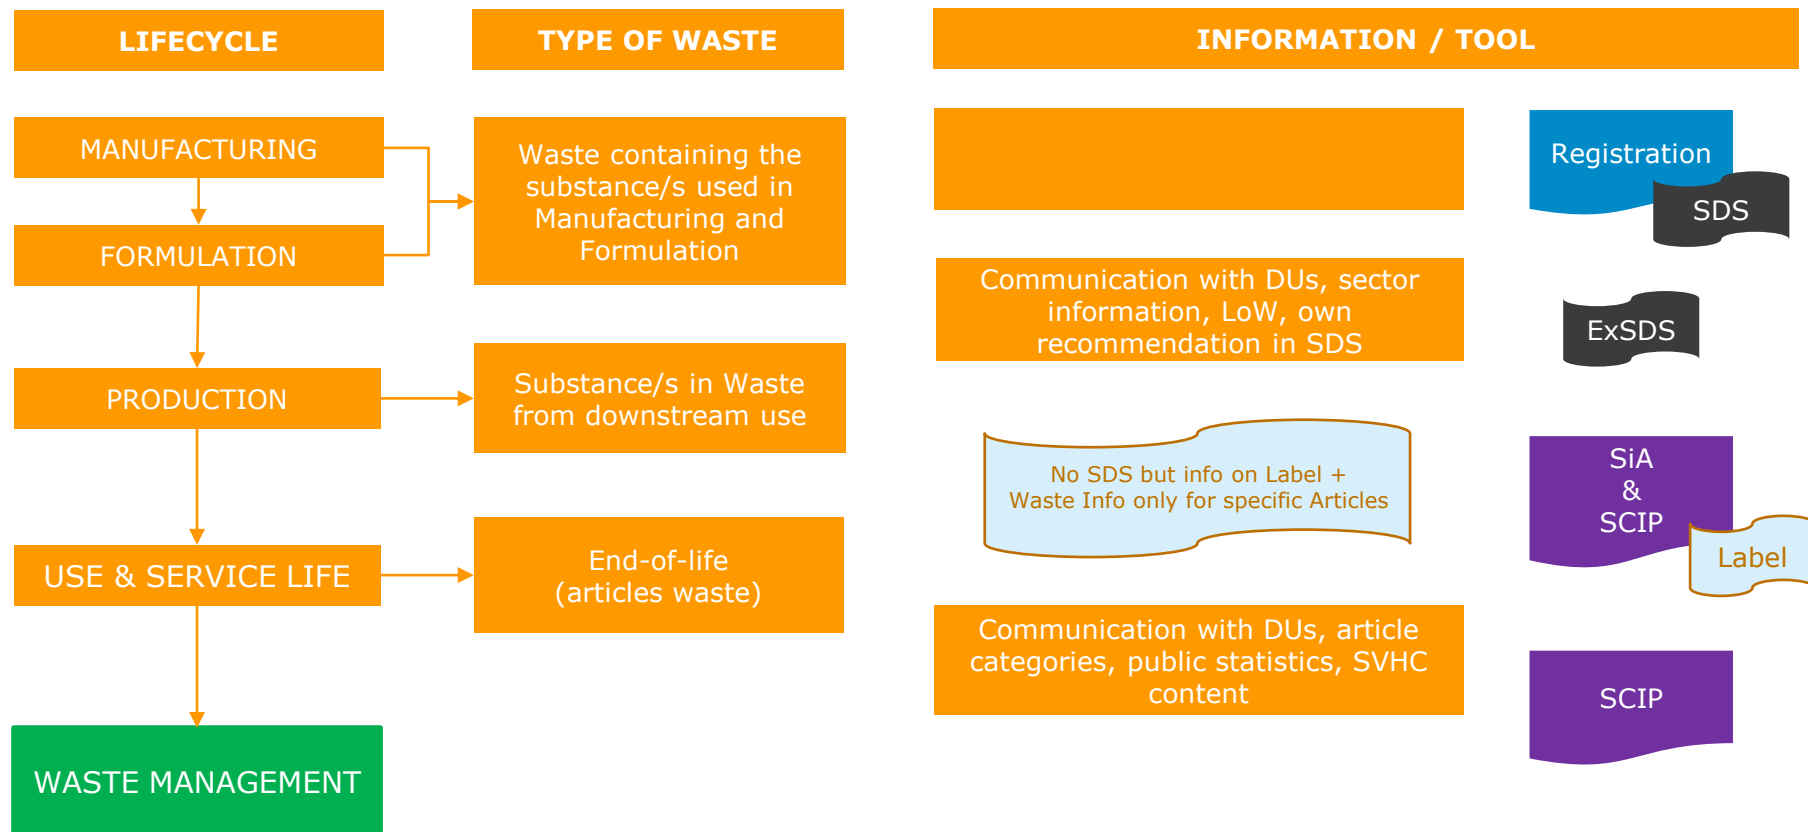 LIFECYCLE
TYPE OF WASTE
INFORMATION / TOOL
MANUFACTURING
FORMULATION
PRODUCTION
USE & SERVICE LIFE
WASTE MANAGEMENT
Waste containing the
substance/s used in
Manufacturing and
Formulation
Substance/s in Waste
from downstream use
End-of-life
(articles waste)
Communication with DUs, sector
information, LoW, own
recommendation in SDS
No SDS but info on Label +
Waste Info only for specific Articles
Communication with DUs, article
categories, public statistics, SVHC
content
Registration
SDS
ExSDS
SiA
&
SCIP
Label
SCIP